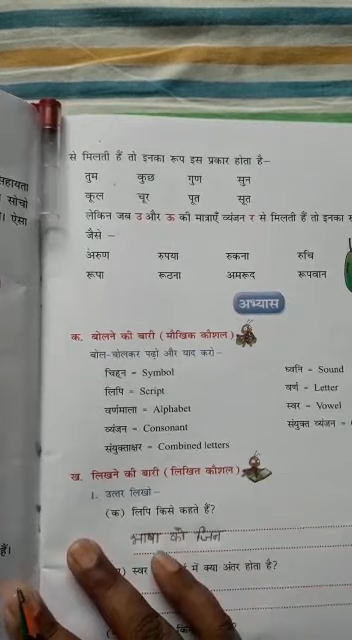 सहायता
सोचो
। ऐसा
हैं।
से मिलती हैं तो इनका रूप इस प्रकार होता है–
तुम कुछ गुण सुन
कूल चूर पूत सूत
लेकिन जब उ और ऊ की मात्राएँ व्यंजन र से मिलती हैं तो इनका
जैसे –
अरुण रुपया रुकना रुचि
रूपा रूठना अमरूद रूपवान
अभ्यास
क. बोलने की बारी (मौखिक कौशल)
बोल-बोलकर पढ़ो और याद करो–
चिह्न = Symbol ध्वनि = Sound
लिपि = Script वर्ण = Letter
वर्णमाला = Alphabet स्वर = Vowel
व्यंजन = Consonant संयुक्त व्यंजन =
संयुक्ताक्षर = Combined letters
ख. लिखने की बारी (लिखित कौशल)
1. उत्तर लिखो–
(क) लिपि किसे कहते हैं?
भाषा को जिन
) स्वर में क्या अंतर होता है?